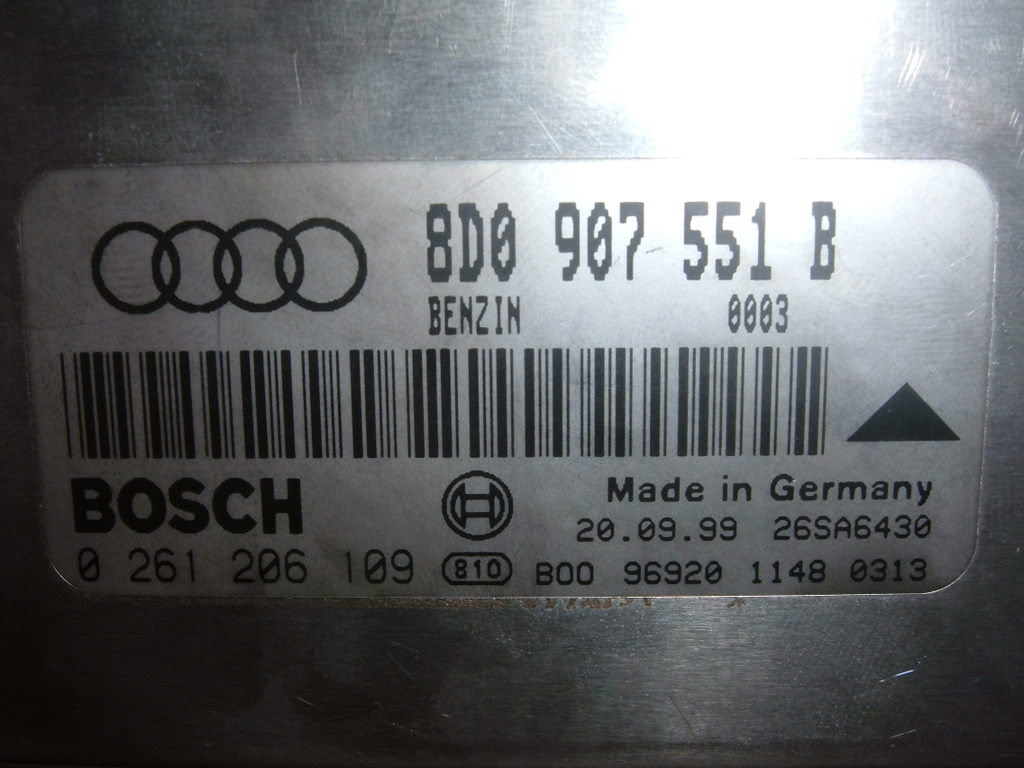 8D0 907 551 B
BENZIN 0003
BOSCH
Made in Germany
20.09.99 26SA6430
0 261 206 109 810 B00 96920 1148 0313